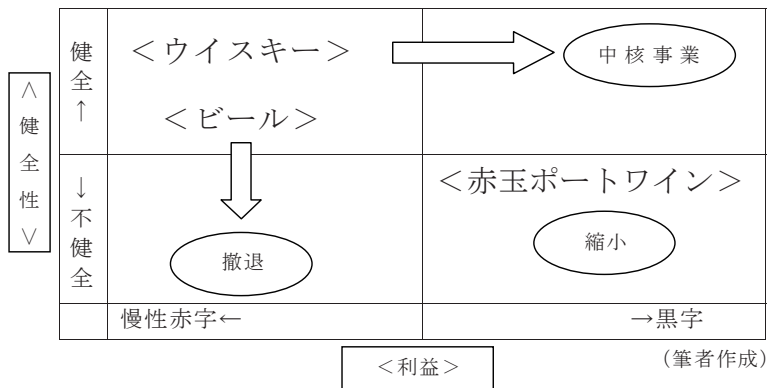 健全↑
＜ウイスキー＞
中核事業
＜ビール＞
＜健全性＞
↓不健全
＜赤玉ポートワイン＞
撤退
縮小
慢性赤字←
→黒字
＜利益＞
（筆者作成）